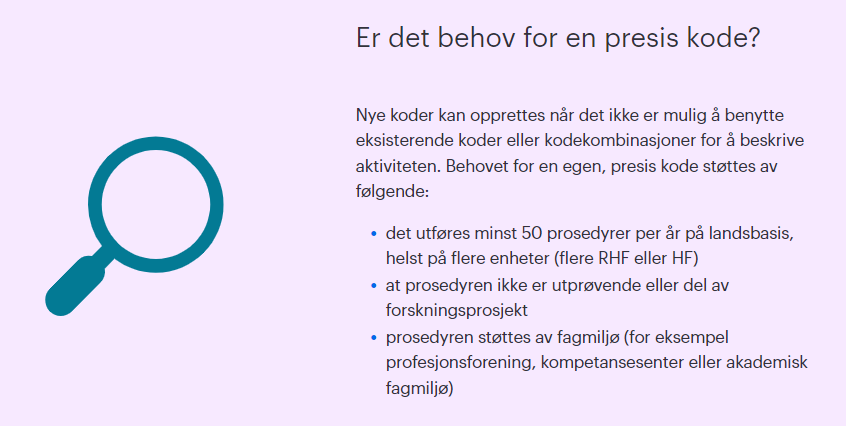 Er det behov for en presis kode?
Nye koder kan opprettes når det ikke er mulig å benytte
eksisterende koder eller kodekombinasjoner for å beskrive
aktiviteten. Behovet for en egen, presis kode støttes av
følgende:
• det utføres minst 50 prosedyrer per år på landsbasis,
helst på flere enheter (flere RHF eller HF)
• at prosedyren ikke er utprøvende eller del av
forskningsprosjekt
• prosedyren støttes av fagmiljø (for eksempel
profesjonsforening, kompetansesenter eller akademisk
fagmiljø)